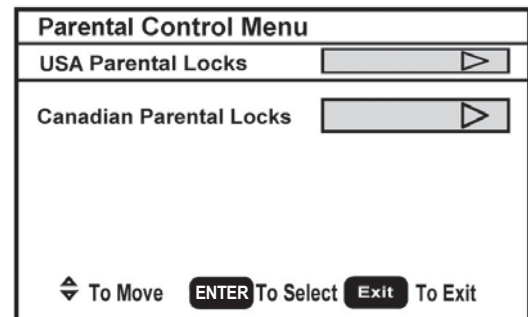 Parental Control Menu
USA Parental Locks
Canadian Parental Locks
To Move ENTER To Select Exit To Exit